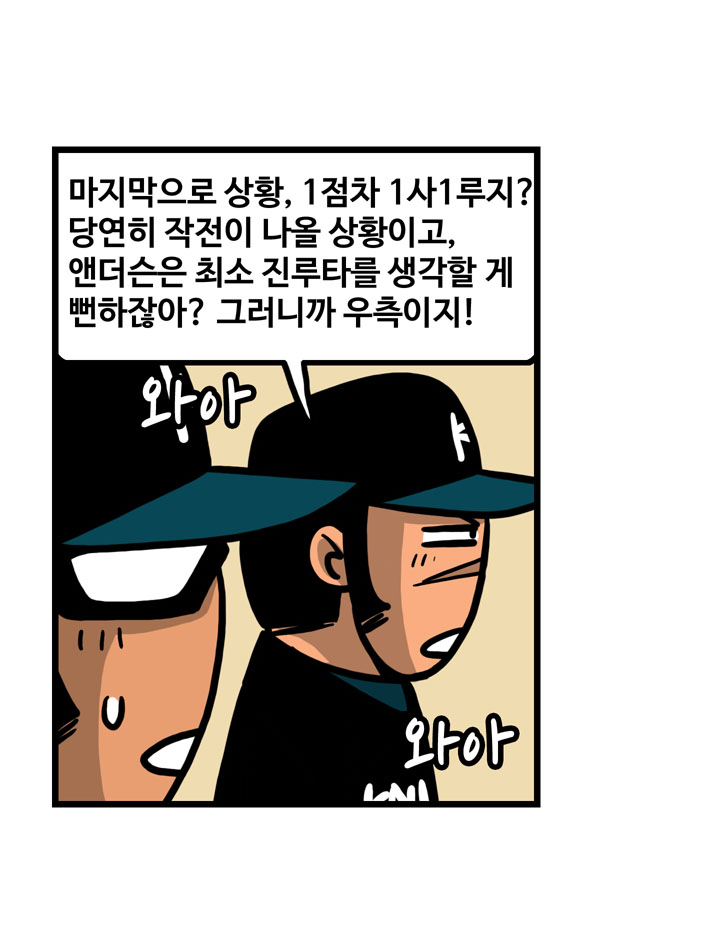 마지막으로 상황, 1점차 1사1루지?
당연히 작전이 나올 상황이고,
앤더슨은 최소 진루타를 생각할 게
뻔하잖아? 그러니까 우측이지!
와아
와아